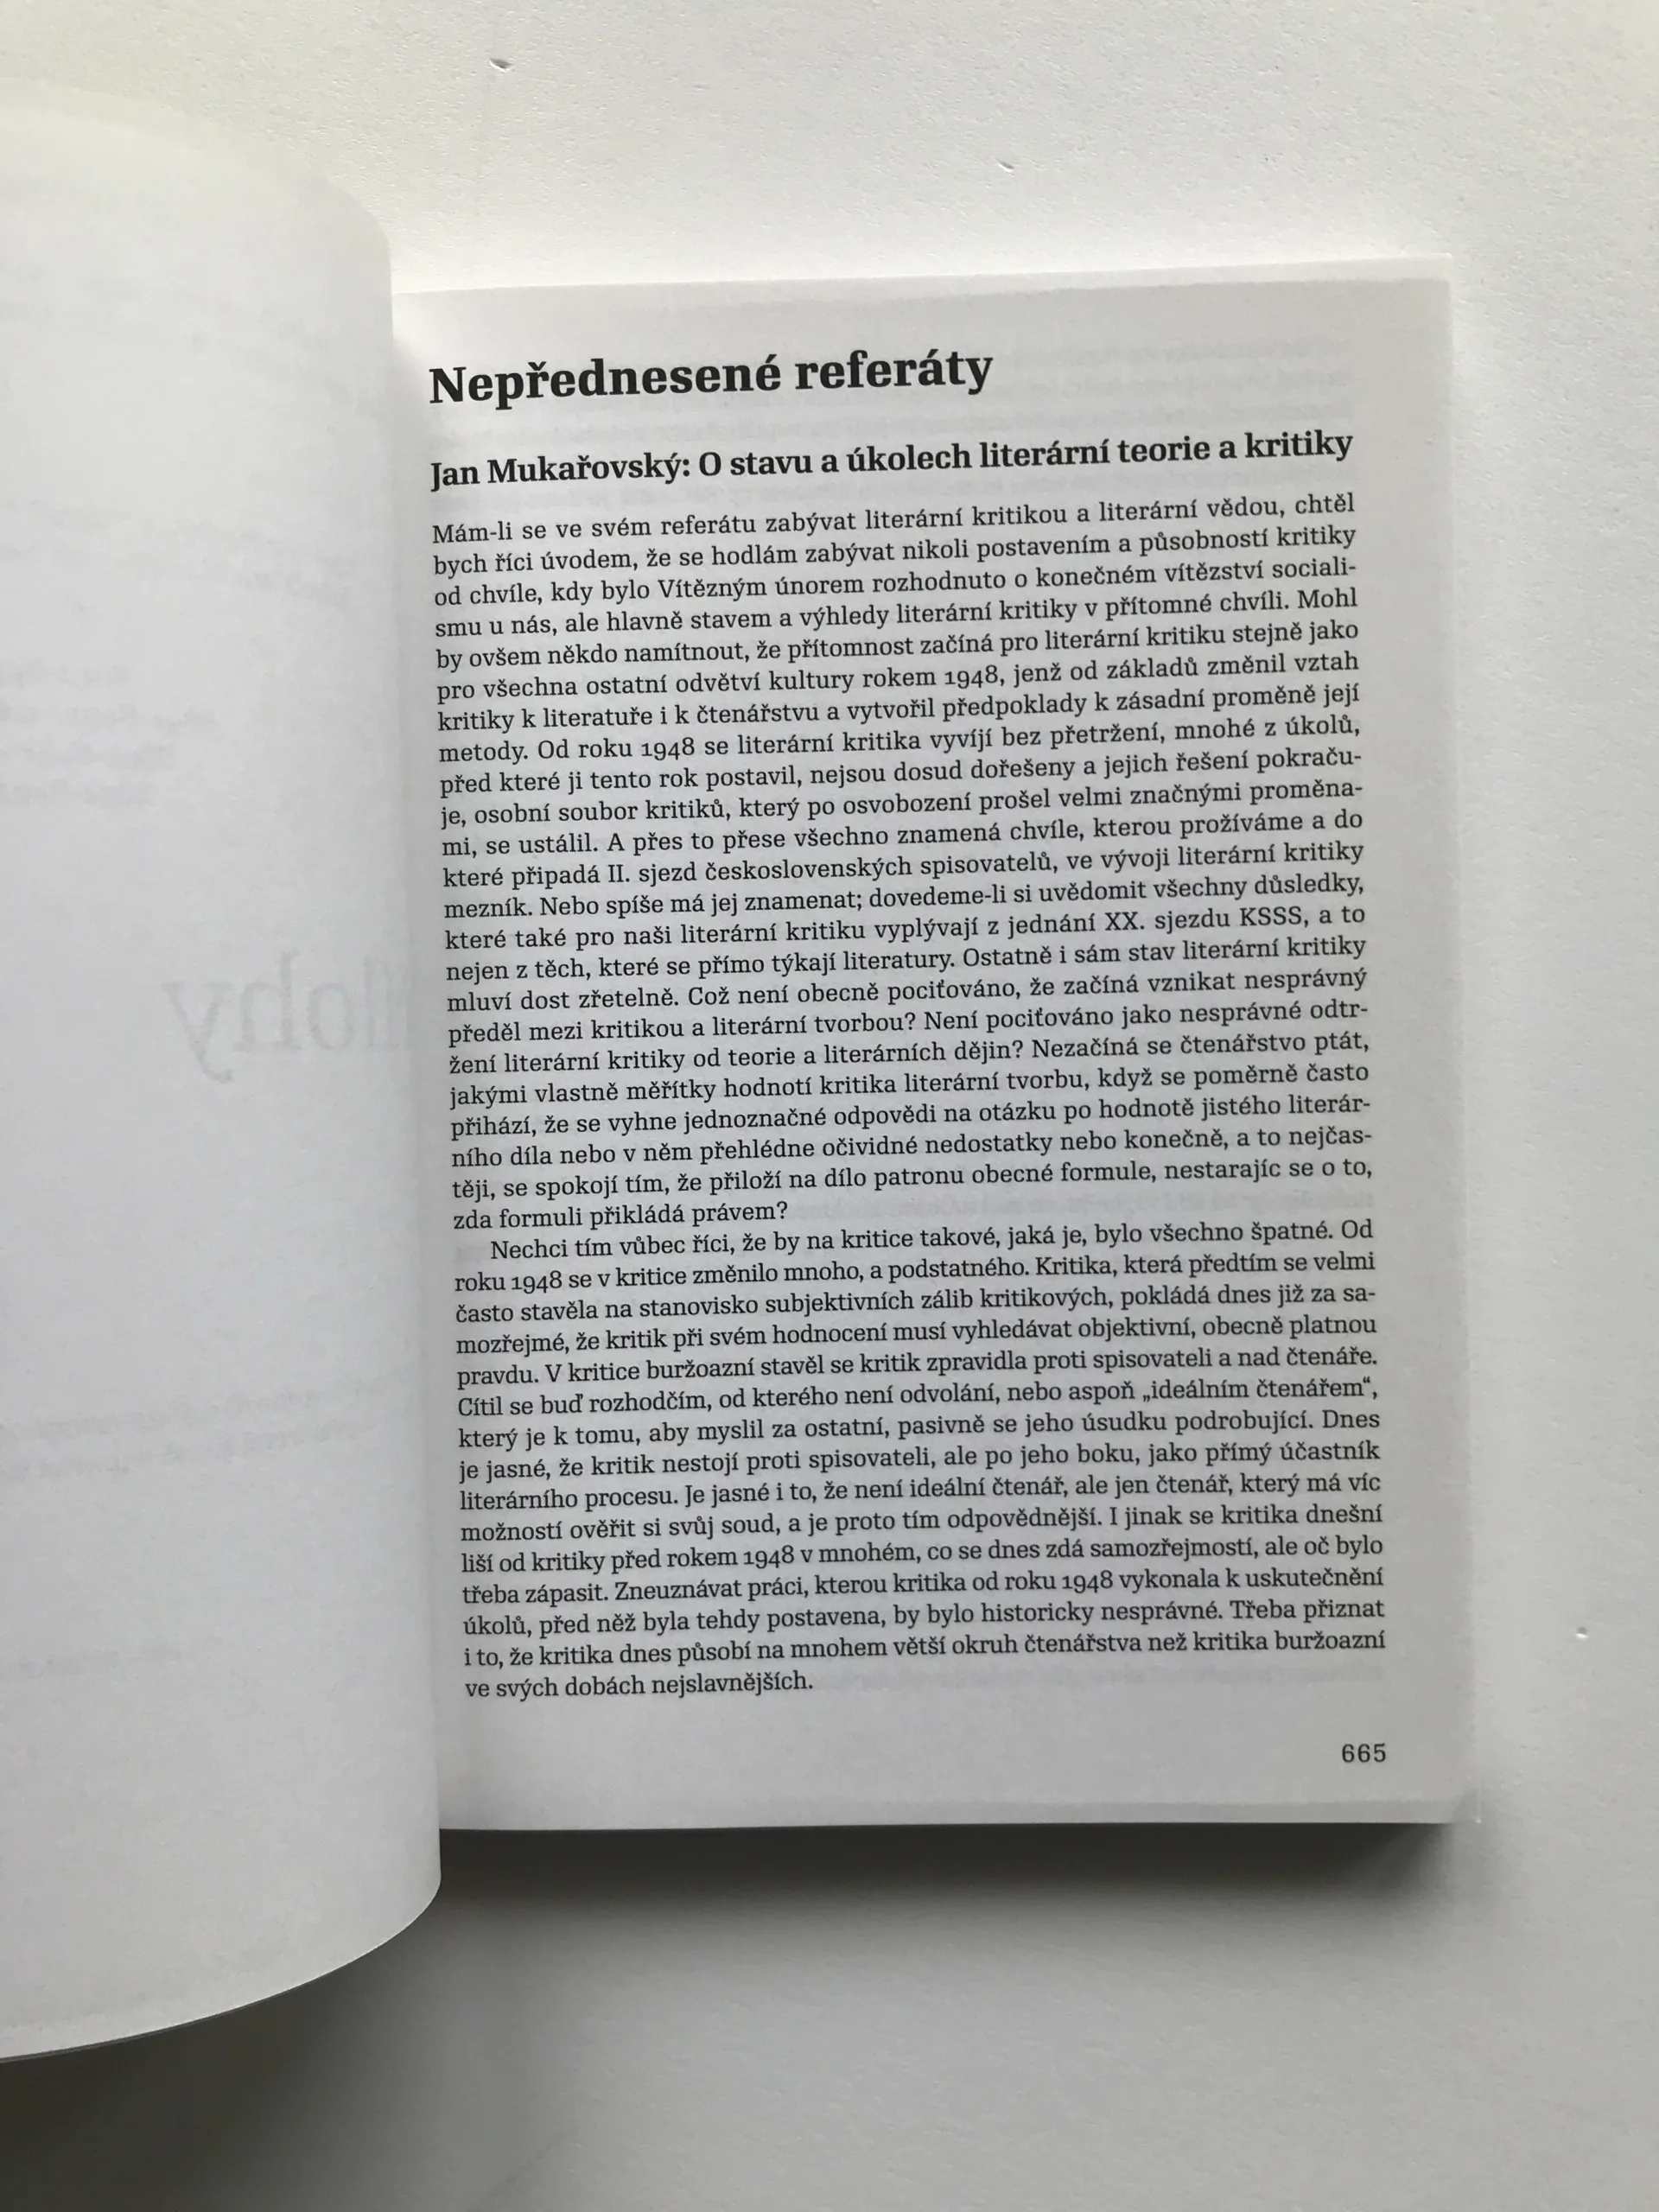 Nepřednesené referáty
Jan Mukařovský: O stavu a úkolech literární teorie a kritiky
Mám-li se ve svém referátu zabývat literární kritikou a literární vědou, chtěl
bych říci úvodem, že se hodlám zabývat nikoli postavením a působností kritiky
od chvíle, kdy bylo Vítězným únorem rozhodnuto o konečném vítězství sociali-
smu u nás, ale hlavně stavem a výhledy literární kritiky v přítomné chvíli. Mohl
by ovšem někdo namítnout, že přítomnost začíná pro literární kritiku stejně jako
pro všechna ostatní odvětví kultury rokem 1948, jenž od základů změnil vztah
kritiky k literatuře i k čtenářstvu a vytvořil předpoklady k zásadní proměně její
metody. Od roku 1948 se literární kritika vyvíjí bez přetržení, mnohé z úkolů,
před které ji tento rok postavil, nejsou dosud dořešeny a jejich řešení pokraču-
je, osobní soubor kritiků, který po osvobození prošel velmi značnými proměna-
mi, se ustálil. A přes to přese všechno znamená chvíle, kterou prožíváme a do
které připadá II. sjezd československých spisovatelů, ve vývoji literární kritiky
mezník. Nebo spíše má jej znamenat; dovedeme-li si uvědomit všechny důsledky,
které také pro naši literární kritiku vyplývají z jednání XX. sjezdu KSSS, a to
nejen z těch, které se přímo týkají literatury. Ostatně i sám stav literární kritiky
mluví dost zřetelně. Což není obecně pociťováno, že začíná vznikat nesprávný
předěl mezi kritikou a literární tvorbou? Není pociťováno jako nesprávné odtr-
žení literární kritiky od teorie a literárních dějin? Nezačíná se čtenářstvo ptát,
jakými vlastně měřítky hodnotí kritika literární tvorbu, když se poměrně často
přihází, že se vyhne jednoznačné odpovědi na otázku po hodnotě jistého literár-
ního díla nebo v něm přehlédne očividné nedostatky nebo konečně, a to nejčas-
těji, se spokojí tím, že přiloží na dílo patronu obecné formule, nestarajíc se o to,
zda formuli přikládá právem?
Nechci tím vůbec říci, že by na kritice takové, jaká je, bylo všechno špatné. Od
roku 1948 se v kritice změnilo mnoho, a podstatného. Kritika, která předtím se velmi
často stavěla na stanovisko subjektivních zálib kritikových, pokládá dnes již za sa-
mozřejmé, že kritik při svém hodnocení musí vyhledávat objektivní, obecně platnou
pravdu. V kritice buržoazní stavěl se kritik zpravidla proti spisovateli a nad čtenáře.
Cítil se buď rozhodčím, od kterého není odvolání, nebo aspoň „ideálním čtenářem“,
který je k tomu, aby myslil za ostatní, pasivně se jeho úsudku podrobující. Dnes
je jasné, že kritik nestojí proti spisovateli, ale po jeho boku, jako přímý účastník
literárního procesu. Je jasné i to, že není ideální čtenář, ale jen čtenář, který má víc
možností ověřit si svůj soud, a je proto tím odpovědnější. I jinak se kritika dnešní
liší od kritiky před rokem 1948 v mnohém, co se dnes zdá samozřejmostí, ale oč bylo
třeba zápasit. Zneuznávat práci, kterou kritika od roku 1948 vykonala k uskutečnění
úkolů, před něž byla tehdy postavena, by bylo historicky nesprávné. Třeba přiznat
i to, že kritika dnes působí na mnohem větší okruh čtenářstva než kritika buržoazní
ve svých dobách nejslavnějších.
665